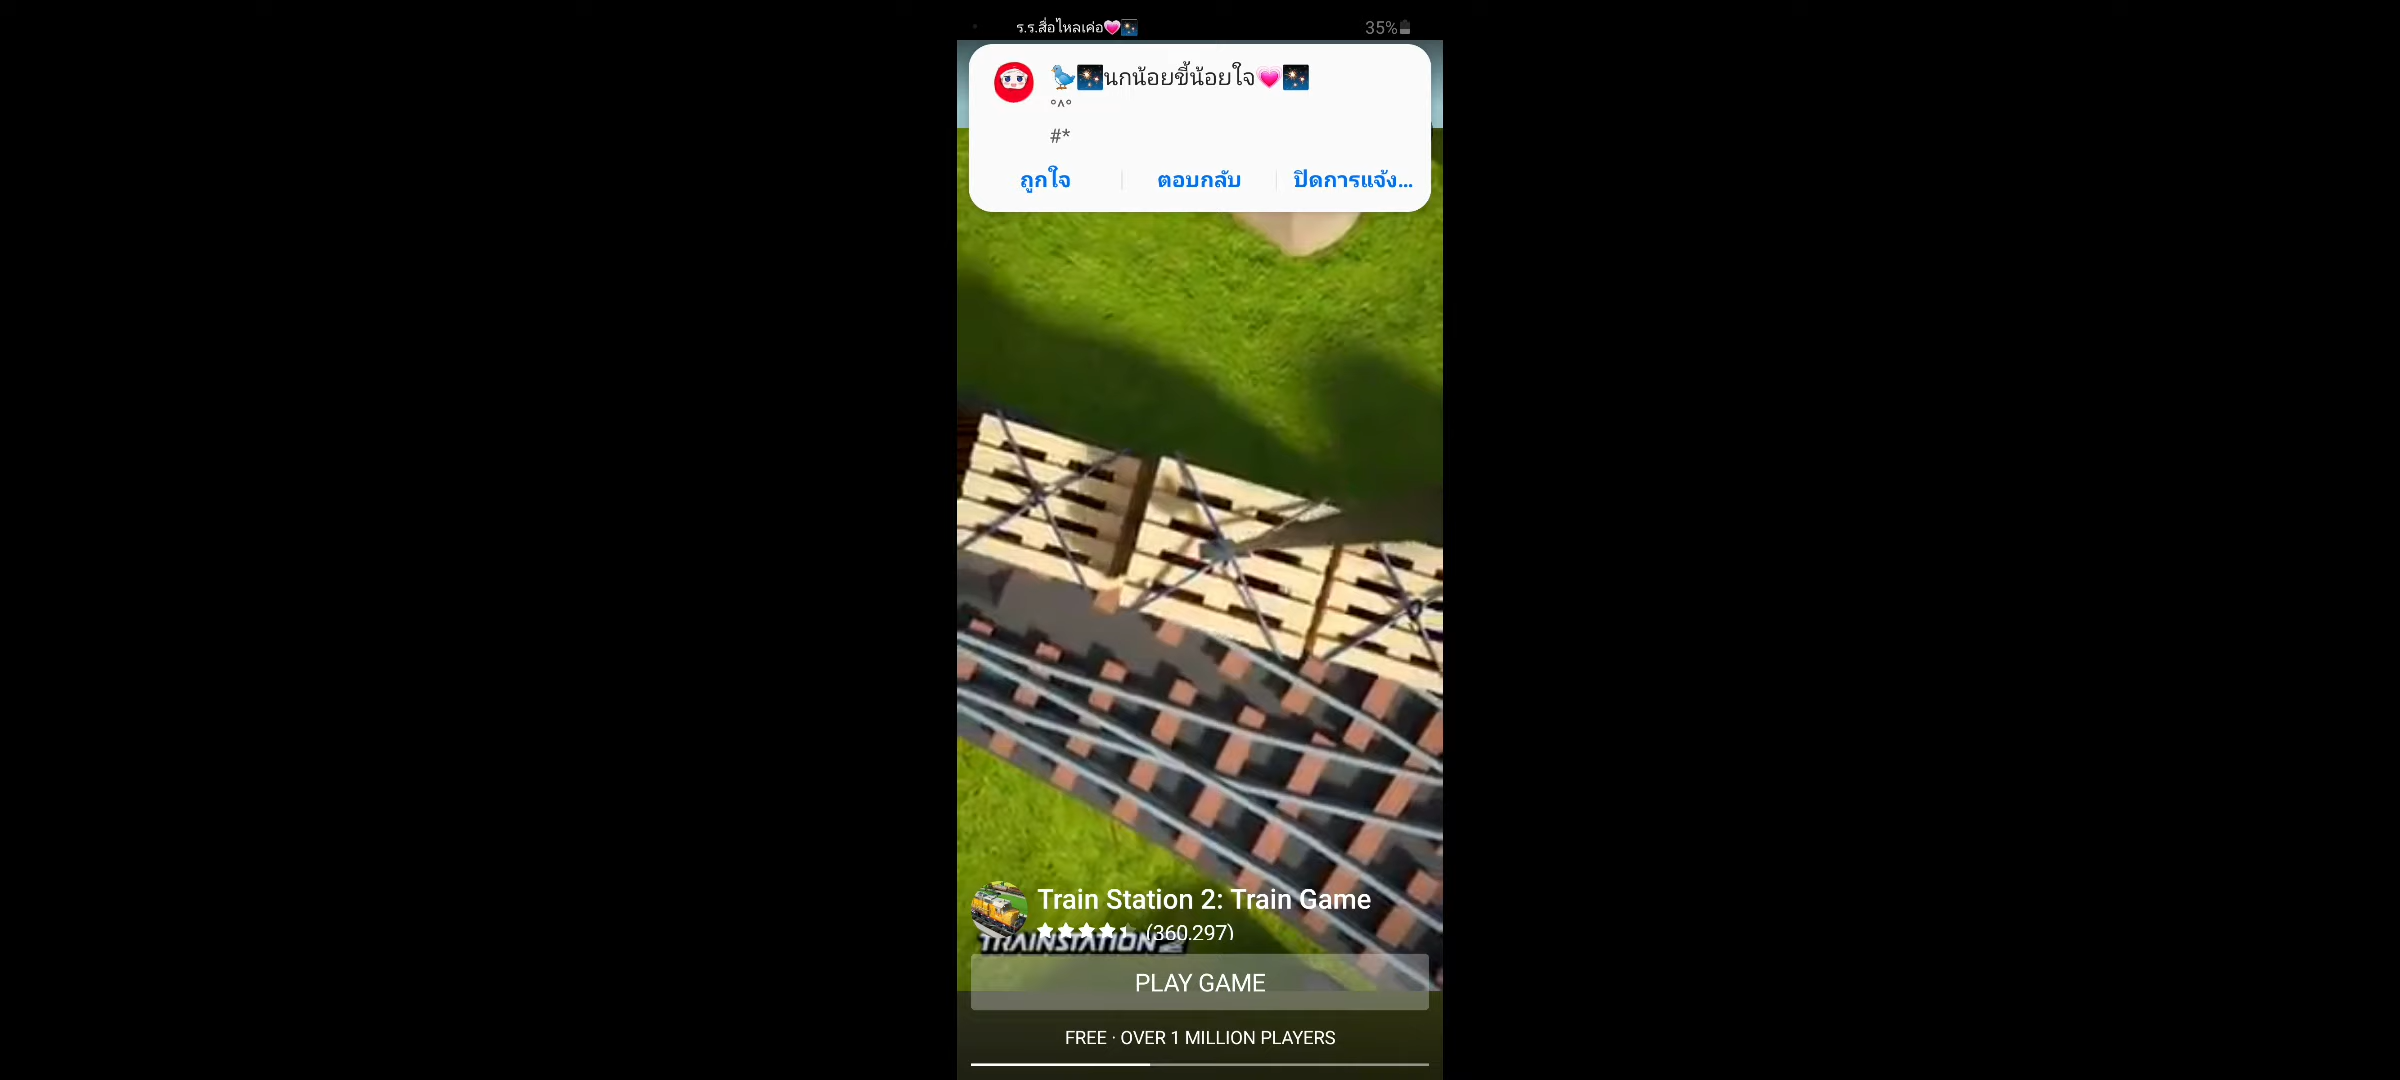 ร.ร.สื่อไหลเค่อ💗🎇
35%
🐦🎇นกน้อยขี้น้อยใจ💗🎇
°^°
#*
ถูกใจ
ตอบกลับ
ปิดการแจ้ง...
Train Station 2: Train Game
(360,297)
TRAINSTATION 2
PLAY GAME
FREE · OVER 1 MILLION PLAYERS